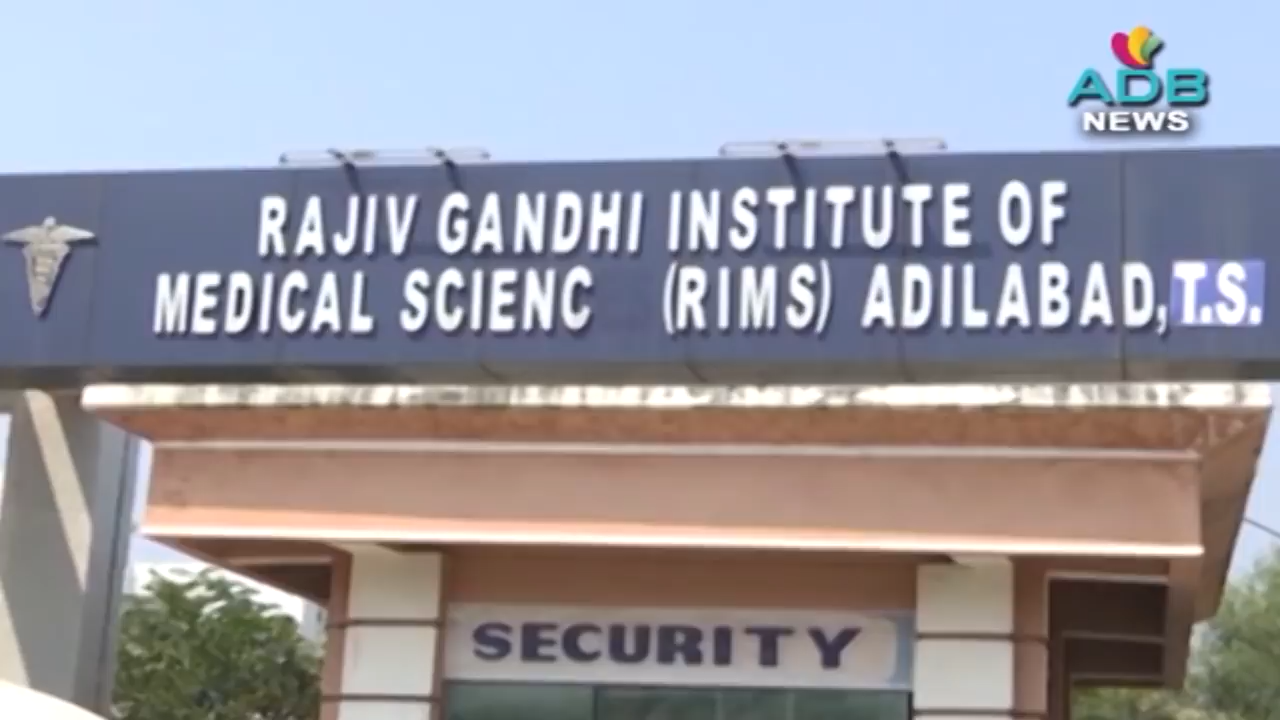 ADB
NEWS
RAJIV GANDHI INSTITUTE OF
MEDICAL SCIENC (RIMS) ADILABAD, T.S.
SECURITY